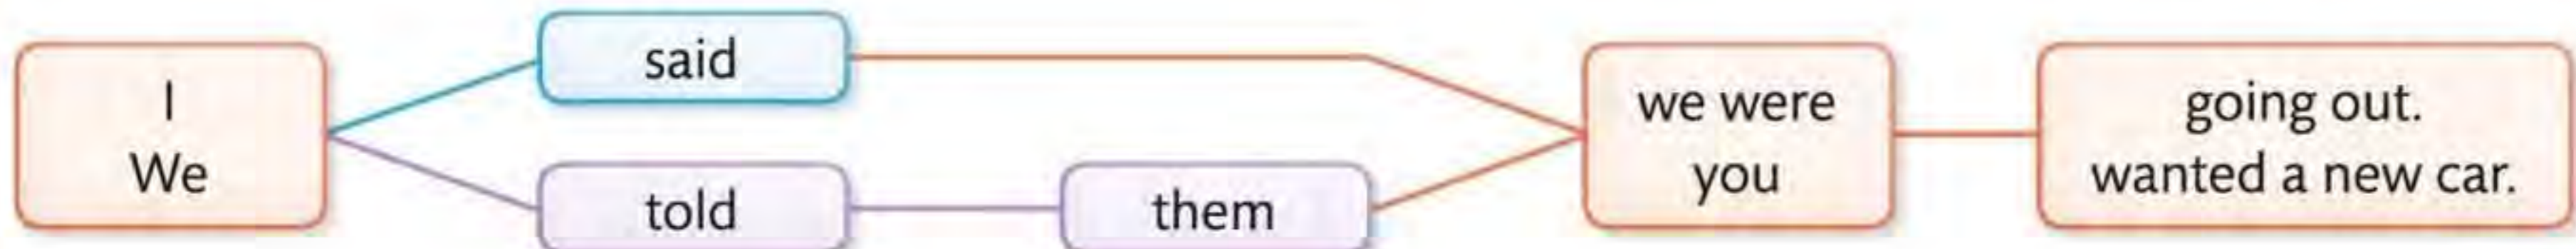 I
We
said
told
them
we were
you
going out.
wanted a new car.